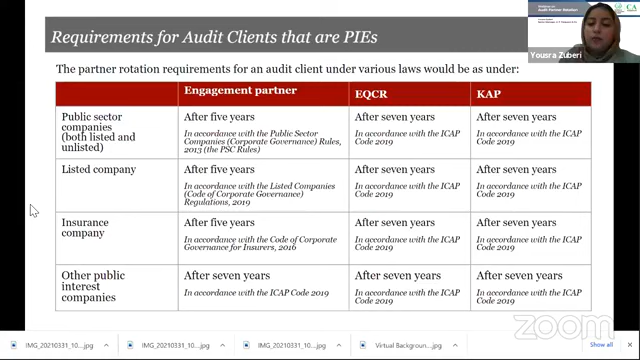 Requirements for Audit Clients that are PIEs
Audit Partner Rotation
CA
Yousra Zuberi
The partner rotation requirements for an audit client under various laws would be as under:
Engagement partner
EQCR
KAP
Public sector
companies
(both listed and
unlisted)
After five years
In accordance with the Public Sector
Companies (Corporate Governance) Rules,
2013 (the PSC Rules)
After seven years
In accordance with the ICAP
Code 2019
After seven years
In accordance with the ICAP
Code 2019
Listed company
After five years
In accordance with the Listed Companies
(Code of Corporate Governance)
Regulations, 2019
After seven years
In accordance with the ICAP
Code 2019
After seven years
In accordance with the ICAP
Code 2019
Insurance
company
After five years
In accordance with the Code of Corporate
Governance for Insurers, 2016
After seven years
In accordance with the ICAP
Code 2019
After seven years
In accordance with the ICAP
Code 2019
Other public
interest
companies
After seven years
In accordance with the ICAP Code 2019
After seven years
In accordance with the ICAP
Code 2019
After seven years
In accordance with the ICAP
Code 2019
zoom
IMG_20210331_10....jpg
IMG_20210331_10....jpg
IMG_20210331_10....jpg
Virtual Backgroun....jpg
Show all